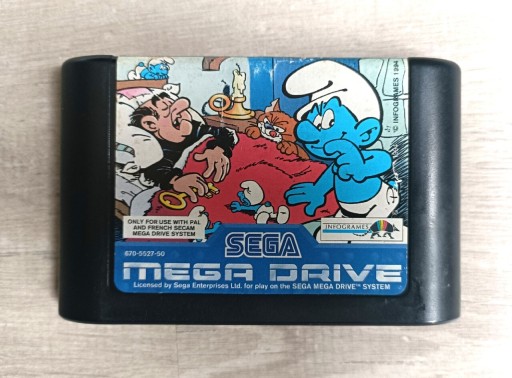 © INFOGRAMES 1994
ONLY FOR USE WITH PAL
AND FRENCH SECAM
MEGA DRIVE SYSTEM
INFOGRAMES
670-5527-50
SEGA
MEGA DRIVE
Licensed by Sega Enterprises Ltd. for play on the SEGA MEGA DRIVE™ SYSTEM